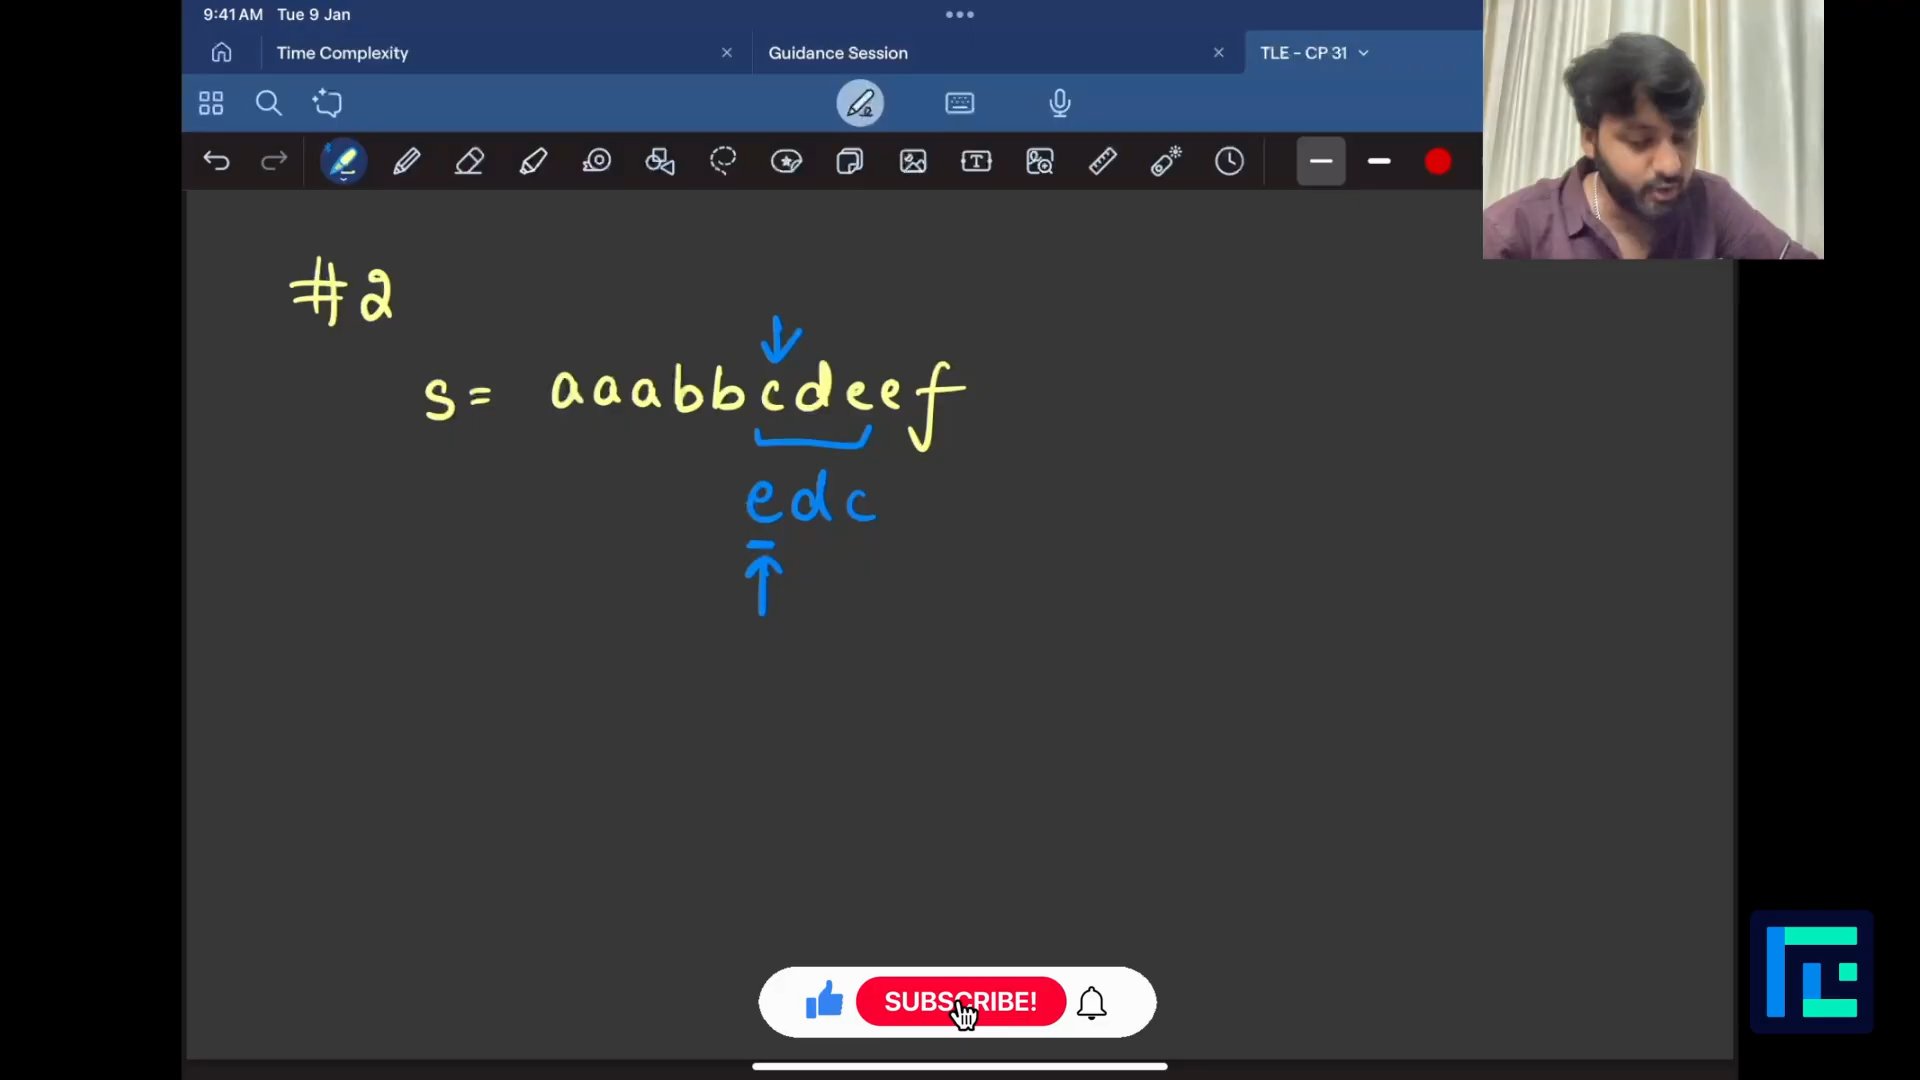 9:41 AM Tue 9 Jan
Time Complexity
Guidance Session
TLE - CP 31
#2
s= aaabbcdeef
edc
SUBSCRIBE!